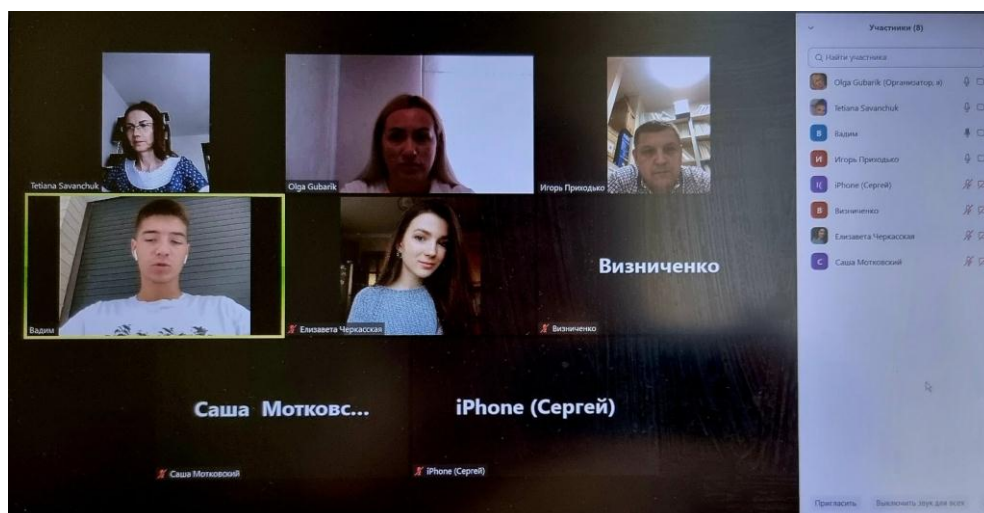 Tetiana Savanchuk
Olga Gubarik
Игорь Приходько
Вадим
Елизавета Черкасская
Визниченко
Визниченко
Саша Мотковс...
Саша Мотковский
iPhone (Сергей)
iPhone (Сергей)
Участники (8)
Найти участника
Olga Gubarik (Организатор, я)
Tetiana Savanchuk
В Вадим
И Игорь Приходько
I( iPhone (Сергей)
В Визниченко
Елизавета Черкасская
С Саша Мотковский
Пригласить Выключить звук для всех